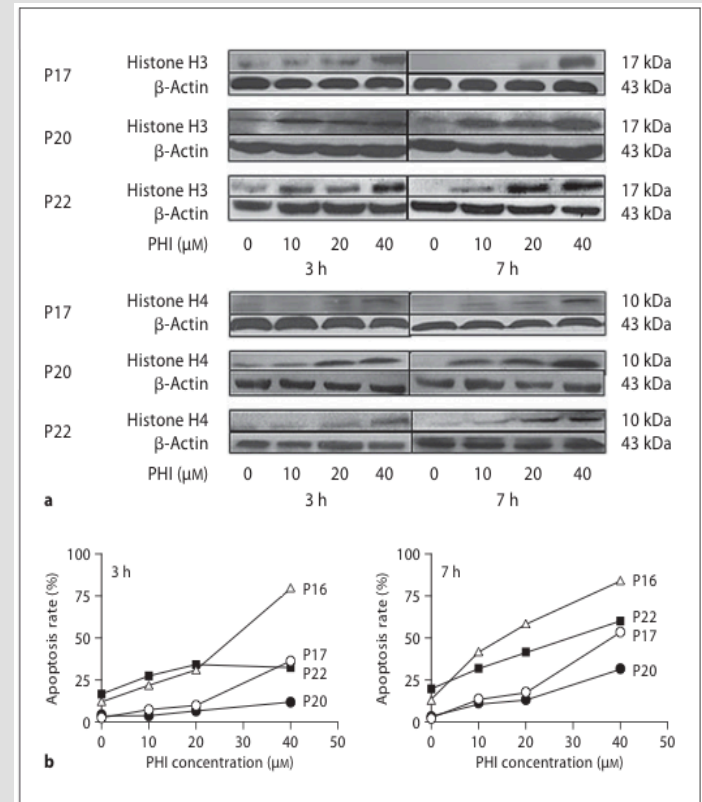 P17 Histone H3 17 kDa
β-Actin 43 kDa
P20 Histone H3 17 kDa
β-Actin 43 kDa
P22 Histone H3 17 kDa
β-Actin 43 kDa
PHI (μM) 0 10 20 40 0 10 20 40
3 h 7 h
P17 Histone H4 10 kDa
β-Actin 43 kDa
P20 Histone H4 10 kDa
β-Actin 43 kDa
P22 Histone H4 10 kDa
β-Actin 43 kDa
PHI (μM) 0 10 20 40 0 10 20 40
a 3 h 7 h
Apoptosis rate (%)
100
75
50
25
0
3 h
P16
P17
P22
P20
0 10 20 30 40 50
PHI concentration (μM)
Apoptosis rate (%)
100
75
50
25
0
7 h
P16
P22
P17
P20
0 10 20 30 40 50
PHI concentration (μM)
b